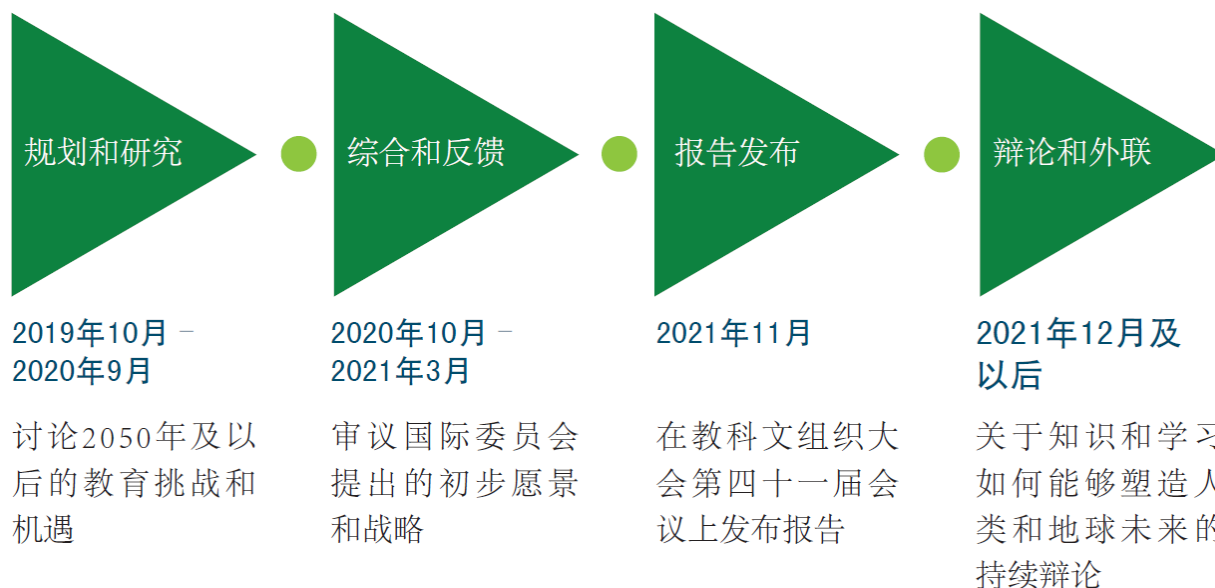 规划和研究
综合和反馈
报告发布
辩论和外联
2019年10月 –
2020年9月
讨论2050年及以
后的教育挑战和
机遇
2020年10月 –
2021年3月
审议国际委员会
提出的初步愿景
和战略
2021年11月
在教科文组织大
会第四十一届会
议上发布报告
2021年12月及
以后
关于知识和学习
如何能够塑造人
类和地球未来的
持续辩论